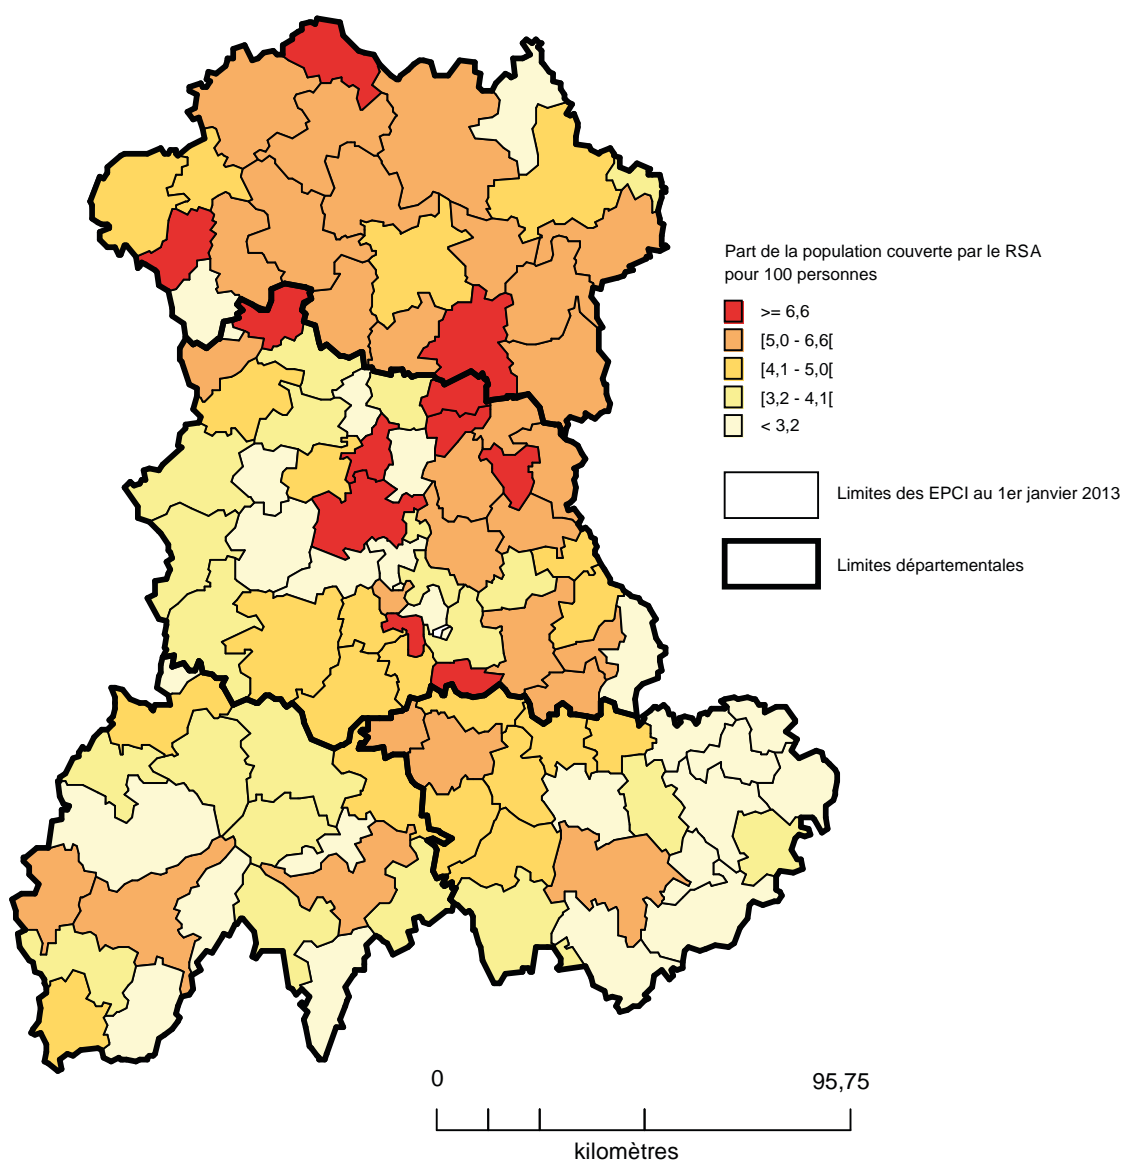 Part de la population couverte par le RSA
pour 100 personnes
>= 6,6
[5,0 - 6,6[
[4,1 - 5,0[
[3,2 - 4,1[
< 3,2
Limites des EPCI au 1er janvier 2013
Limites départementales
0 95,75
kilomètres